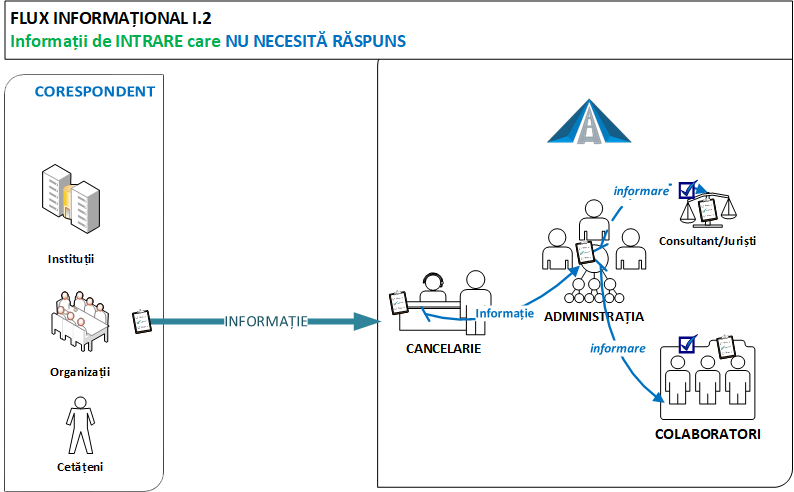 FLUX INFORMAȚIONAL I.2
Informații de INTRARE care NU NECESITĂ RĂSPUNS
CORESPONDENT
Instituții
Organizații
Cetățeni
INFORMAȚIE
CANCELARIE
Informație
ADMINISTRAȚIA
informare*
Consultant/Juriști
informare
COLABORATORI